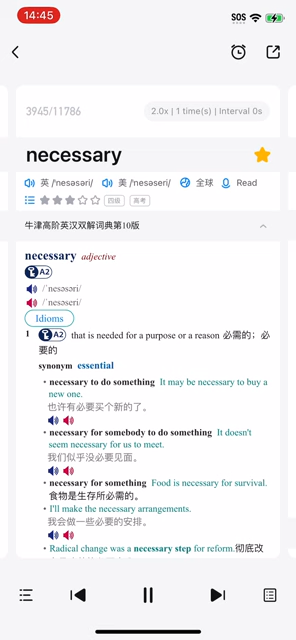 14:45
SOS
3945/11786
2.0x | 1 time(s) | Interval 0s
necessary
英 /'nesəsəri/ 美 /'nesəseri/ 全球 Read
四级 高考
牛津高阶英汉双解词典第10版
necessary adjective
A2
/ˈnesəsəri/
/ˈnesəseri/
Idioms
1 A2 that is needed for a purpose or a reason 必需的；必
要的
synonym essential
• necessary to do something It may be necessary to buy a
new one.
也许有必要买个新的了。
• necessary for somebody to do something It doesn't
seem necessary for us to meet.
我们似乎没必要见面。
• necessary for something Food is necessary for survival.
食物是生存所必需的。
• I'll make the necessary arrangements.
我会做一些必要的安排。
• Radical change was a necessary step for reform.彻底改